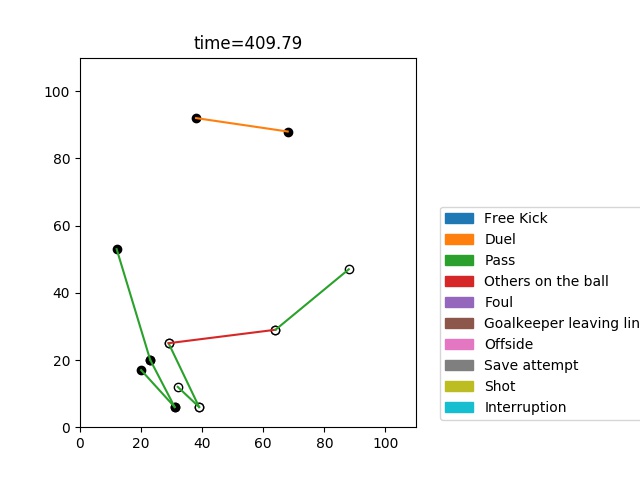 time=409.79
100
80
60
40
20
0
0 20 40 60 80 100
Free Kick
Duel
Pass
Others on the ball
Foul
Goalkeeper leaving lin
Offside
Save attempt
Shot
Interruption